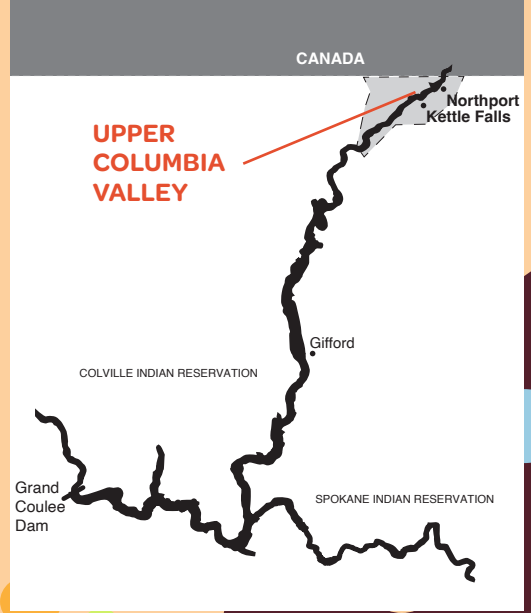 CANADA
Northport
Kettle Falls
UPPER
COLUMBIA
VALLEY
Gifford
COLVILLE INDIAN RESERVATION
Grand
Coulee
Dam
SPOKANE INDIAN RESERVATION